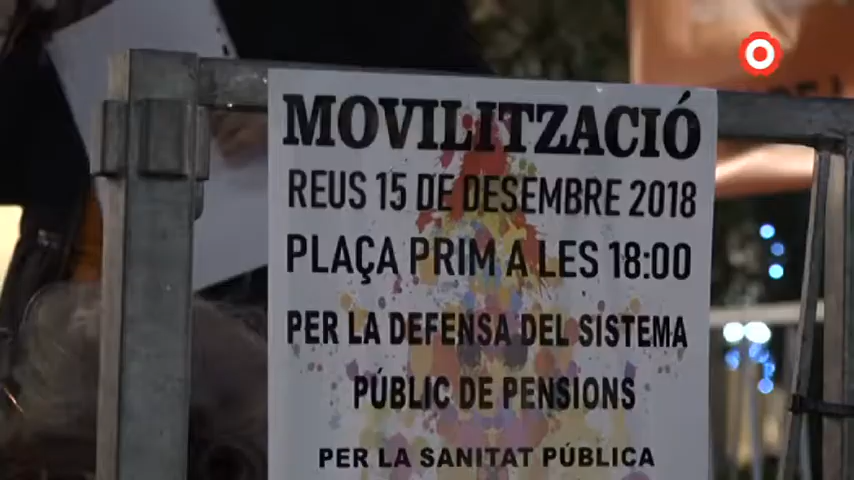 MOVILITZACIÓ
REUS 15 DE DESEMBRE 2018
PLAÇA PRIM A LES 18:00
PER LA DEFENSA DEL SISTEMA
PÚBLIC DE PENSIONS
PER LA SANITAT PÚBLICA